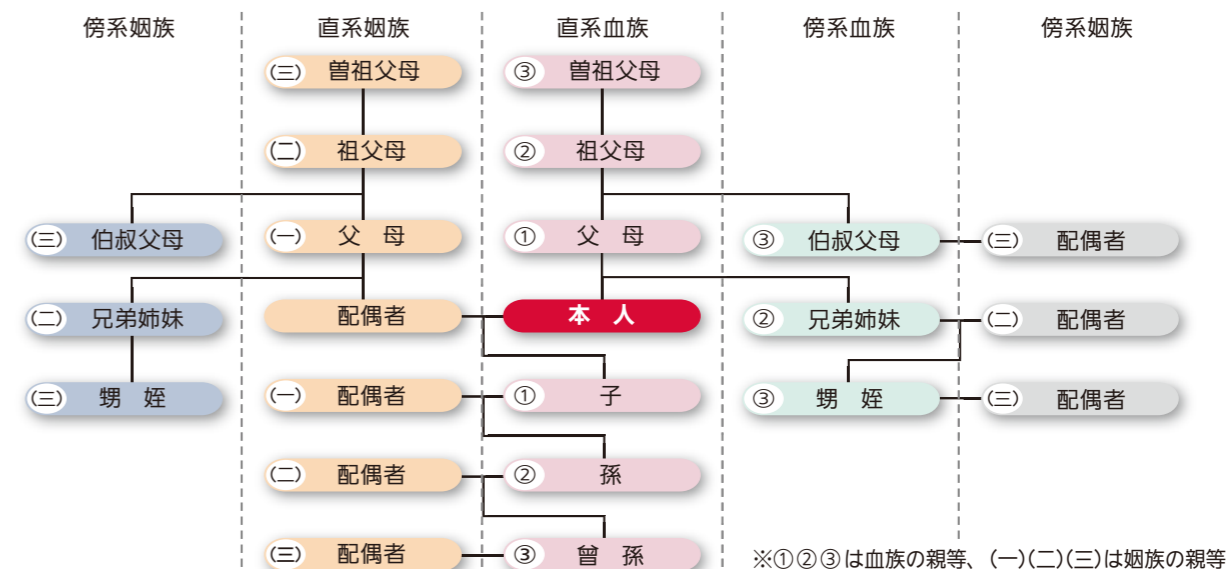 傍系姻族 直系姻族 直系血族 傍系血族 傍系姻族
(三) 曽祖父母 ③ 曽祖父母
(二) 祖父母 ② 祖父母
(三) 伯叔父母 (一) 父 母 ① 父 母 ③ 伯叔父母 (三) 配偶者
(二) 兄弟姉妹 配偶者 本 人 ② 兄弟姉妹 (二) 配偶者
(三) 甥 姪 (一) 配偶者 ① 子 ③ 甥 姪 (三) 配偶者
(二) 配偶者 ② 孫
(三) 配偶者 ③ 曾 孫
※①②③は血族の親等、(一)(二)(三)は姻族の親等